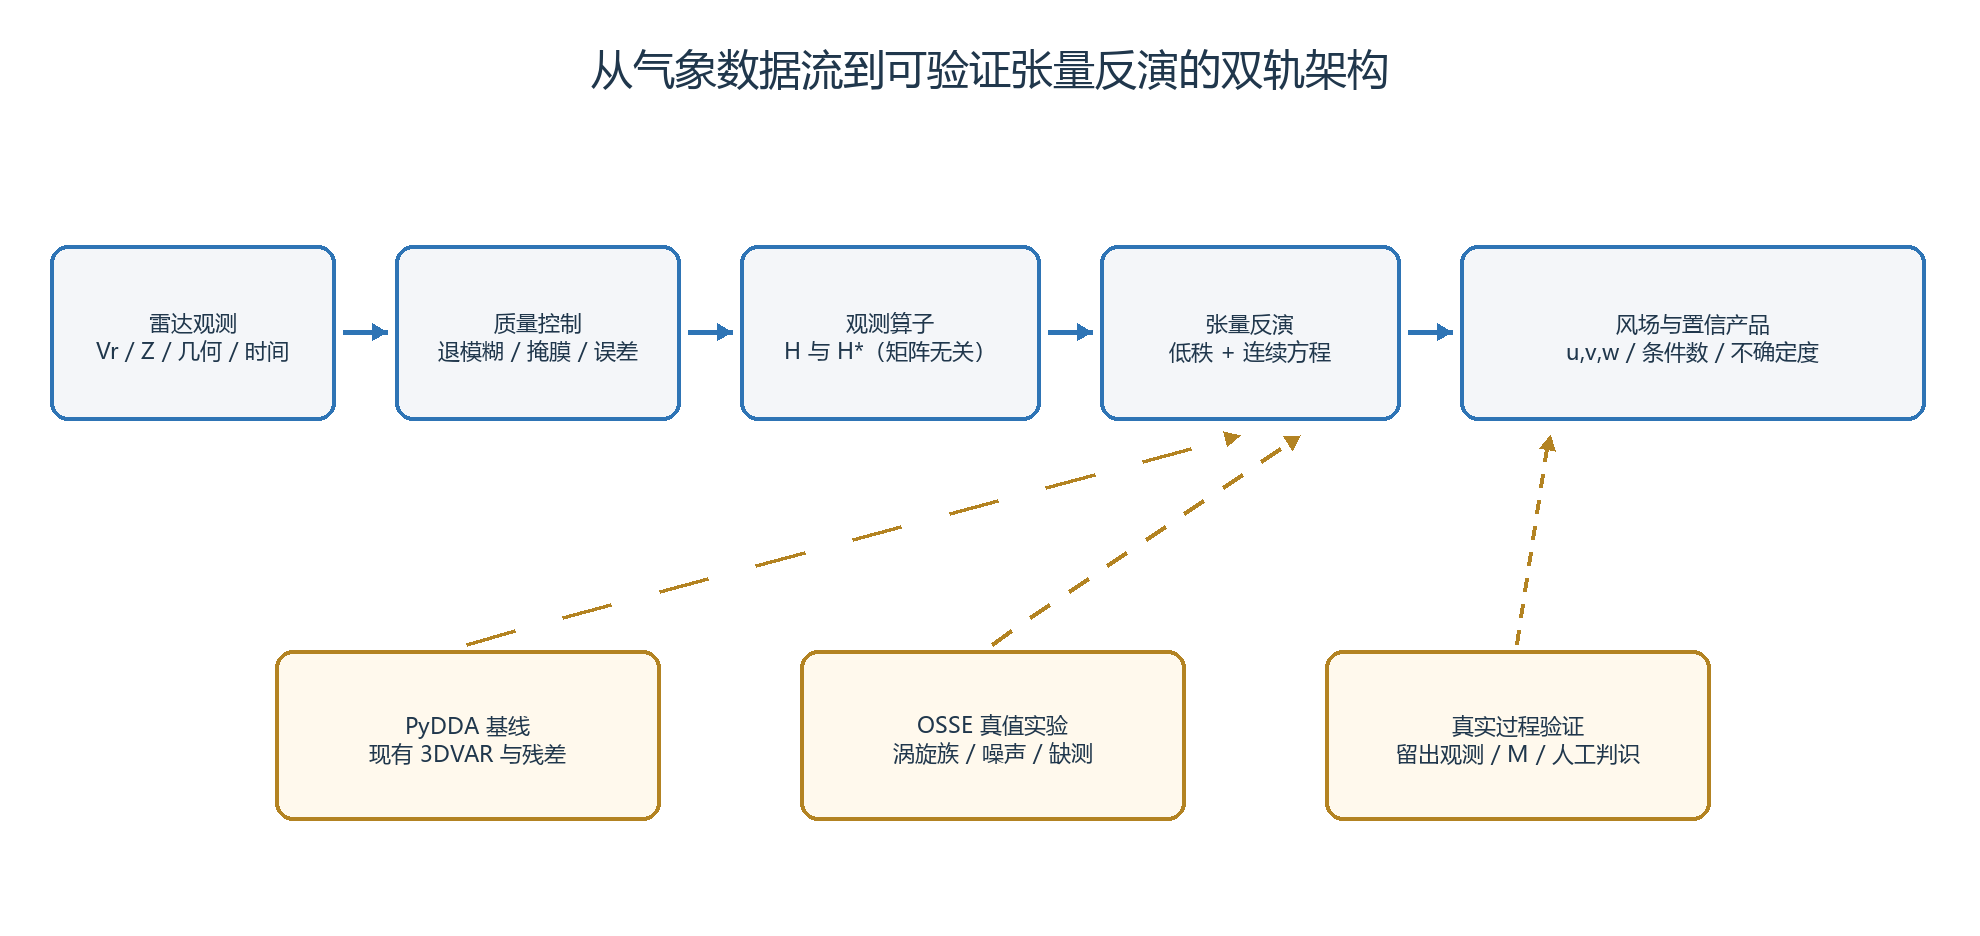 从气象数据流到可验证张量反演的双轨架构
雷达观测
Vr / Z / 几何 / 时间
质量控制
退模糊 / 掩膜 / 误差
观测算子
H 与 H*（矩阵无关）
张量反演
低秩 + 连续方程
风场与置信产品
u,v,w / 条件数 / 不确定度
PyDDA 基线
现有 3DVAR 与残差
OSSE 真值实验
涡旋族 / 噪声 / 缺测
真实过程验证
留出观测 / M / 人工判识